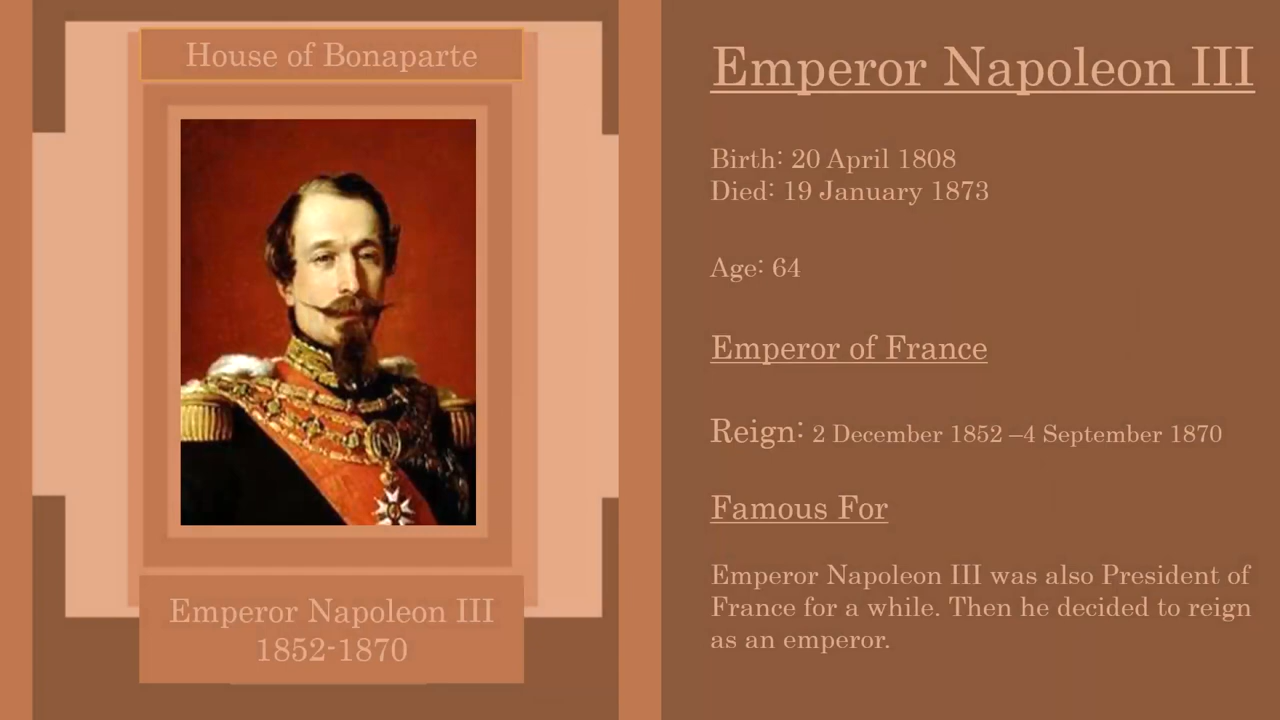 House of Bonaparte
Emperor Napoleon III
1852-1870
Emperor Napoleon III
Birth: 20 April 1808
Died: 19 January 1873
Age: 64
Emperor of France
Reign: 2 December 1852 –4 September 1870
Famous For
Emperor Napoleon III was also President of
France for a while. Then he decided to reign
as an emperor.